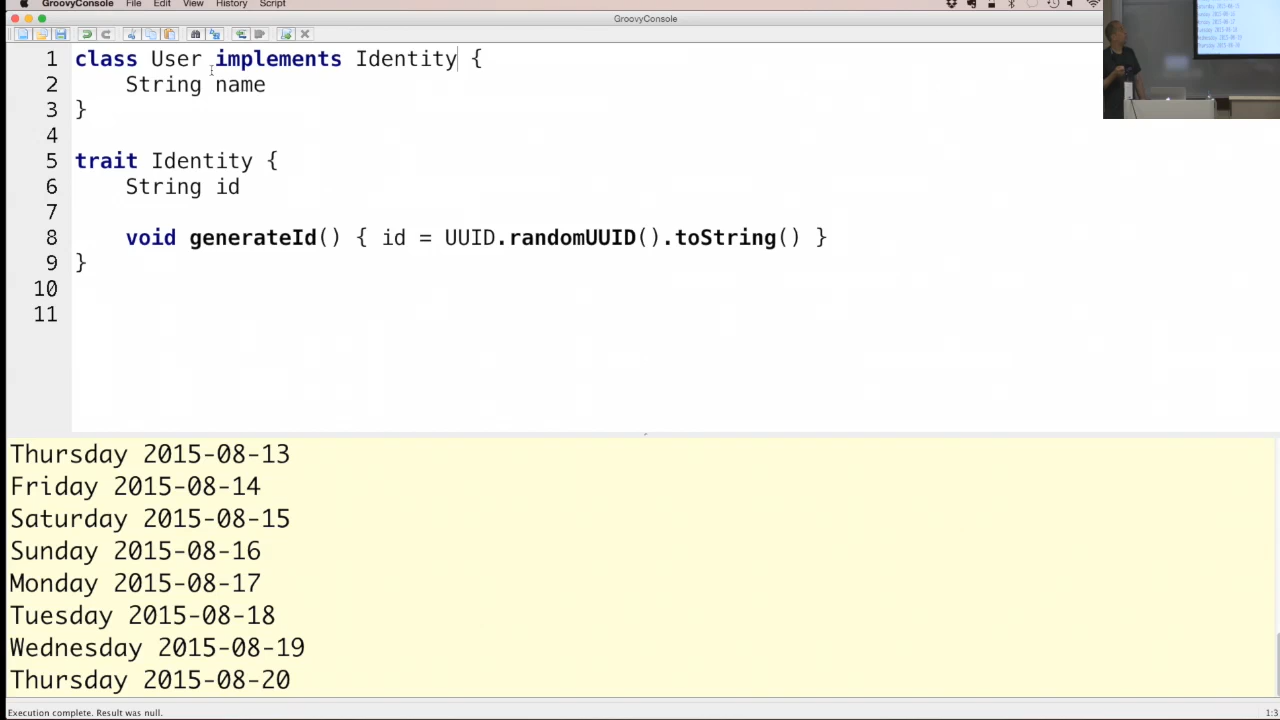 GroovyConsole File Edit View History Script
GroovyConsole
1 class User implements Identity {
2 String name
3 }
4
5 trait Identity {
6 String id
7
8 void generateId() { id = UUID.randomUUID().toString() }
9 }
10
11
Thursday 2015-08-13
Friday 2015-08-14
Saturday 2015-08-15
Sunday 2015-08-16
Monday 2015-08-17
Tuesday 2015-08-18
Wednesday 2015-08-19
Thursday 2015-08-20
Execution complete. Result was null.
1:3